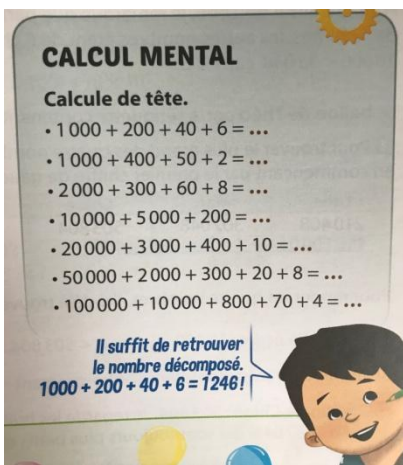 CALCUL MENTAL
Calcule de tête.
• 1 000 + 200 + 40 + 6 = ...
• 1 000 + 400 + 50 + 2 = ...
• 2 000 + 300 + 60 + 8 = ...
• 10 000 + 5 000 + 200 = ...
• 20 000 + 3 000 + 400 + 10 = ...
• 50 000 + 2 000 + 300 + 20 + 8 = ...
• 100 000 + 10 000 + 800 + 70 + 4 = ...
Il suffit de retrouver
le nombre décomposé.
1000 + 200 + 40 + 6 = 1246 !